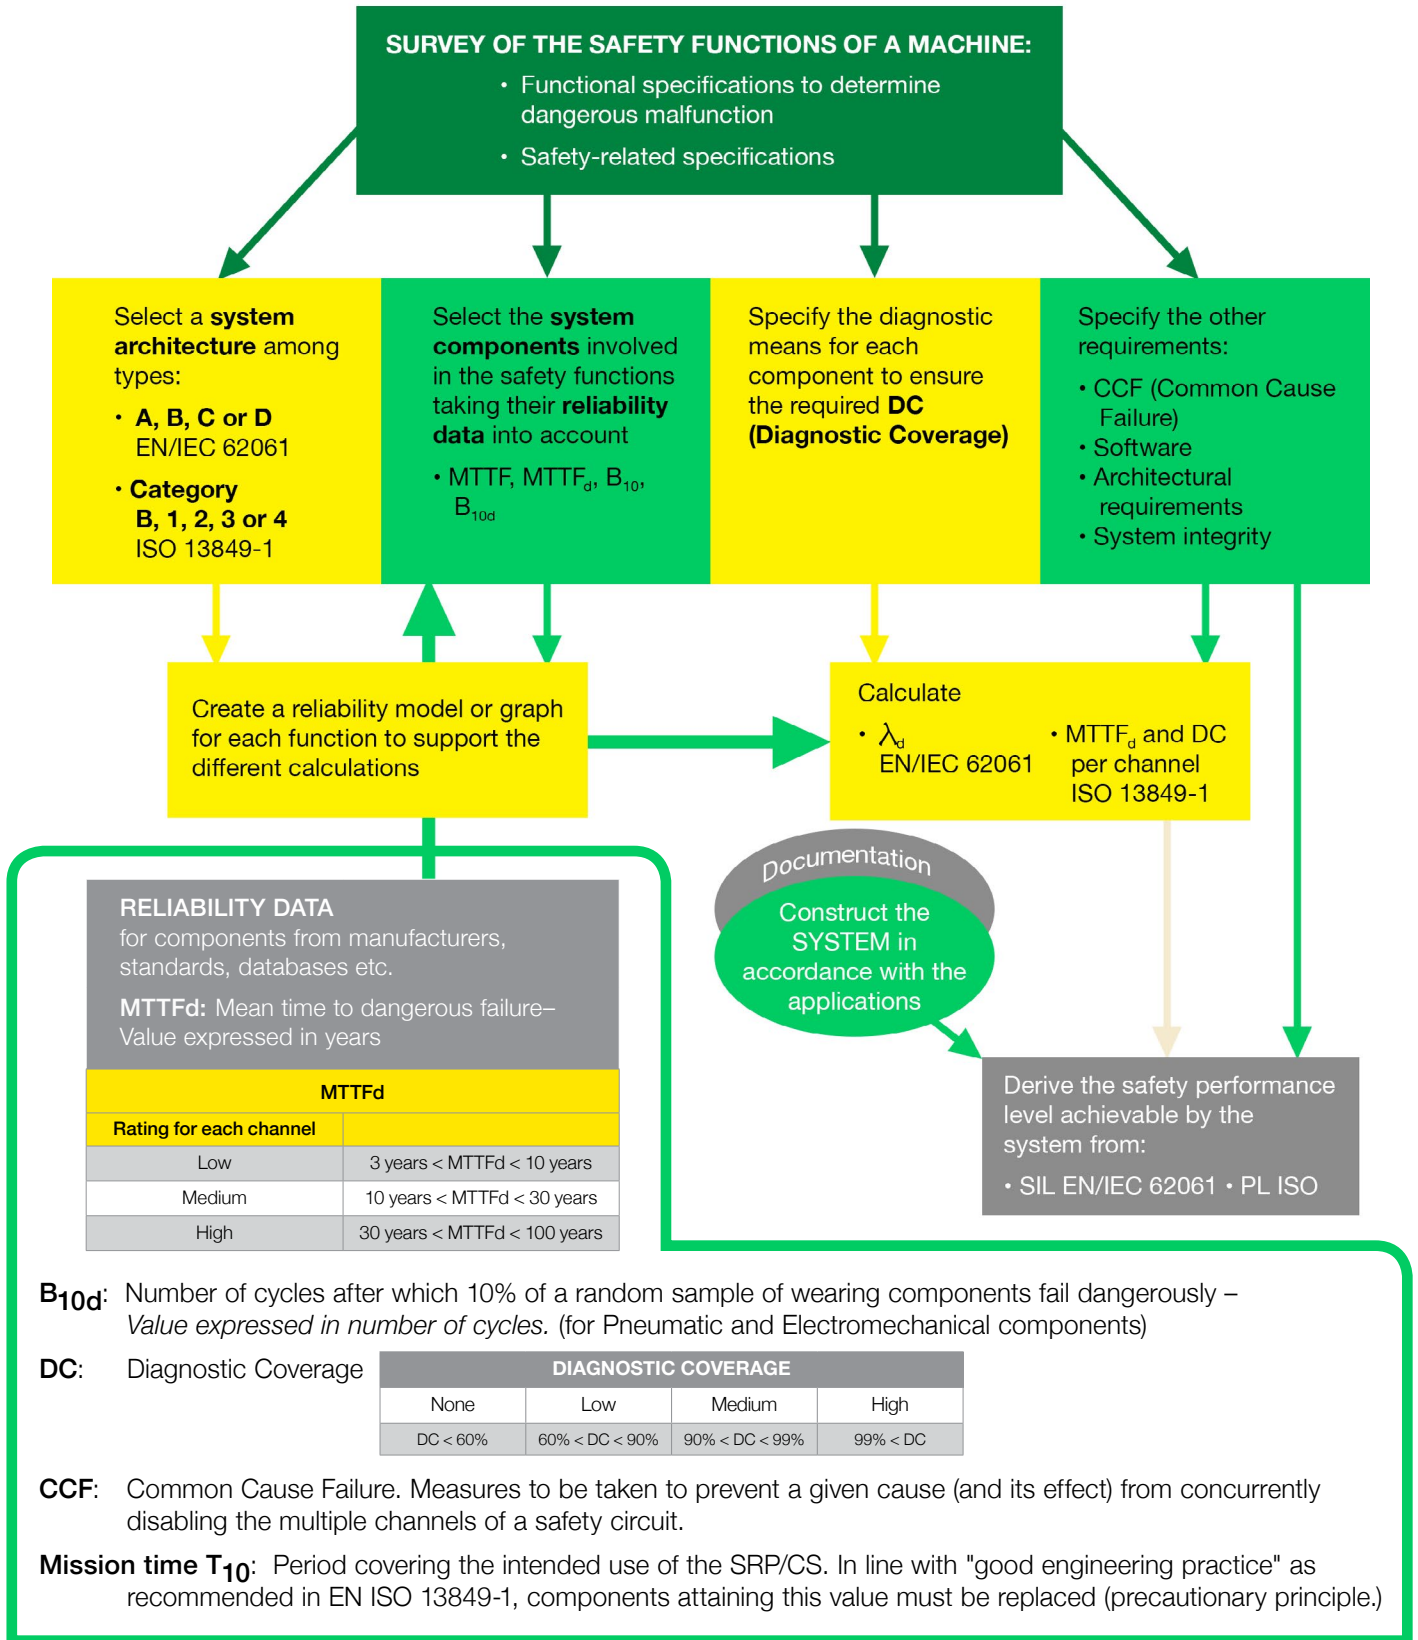 SURVEY OF THE SAFETY FUNCTIONS OF A MACHINE:
• Functional specifications to determine
dangerous malfunction
• Safety-related specifications
Select a system
architecture among
types:
• A, B, C or D
EN/IEC 62061
• Category
B, 1, 2, 3 or 4
ISO 13849-1
Select the system
components involved
in the safety functions
taking their reliability
data into account
• MTTF, MTTFd, B10,
B10d
Specify the diagnostic
means for each
component to ensure
the required DC
(Diagnostic Coverage)
Specify the other
requirements:
• CCF (Common Cause
Failure)
• Software
• Architectural
requirements
• System integrity
Create a reliability model or graph
for each function to support the
different calculations
Calculate
• λd
EN/IEC 62061
• MTTFd and DC
per channel
ISO 13849-1
Documentation
Construct the
SYSTEM in
accordance with the
applications
Derive the safety performance
level achievable by the
system from:
• SIL EN/IEC 62061 • PL ISO
RELIABILITY DATA
for components from manufacturers,
standards, databases etc.
MTTFd: Mean time to dangerous failure–
Value expressed in years
MTTFd
Rating for each channel
Low 3 years < MTTFd < 10 years
Medium 10 years < MTTFd < 30 years
High 30 years < MTTFd < 100 years
B10d: Number of cycles after which 10% of a random sample of wearing components fail dangerously –
Value expressed in number of cycles. (for Pneumatic and Electromechanical components)
DC: Diagnostic Coverage
DIAGNOSTIC COVERAGE
None Low Medium High
DC < 60% 60% < DC < 90% 90% < DC < 99% 99% < DC
CCF: Common Cause Failure. Measures to be taken to prevent a given cause (and its effect) from concurrently
disabling the multiple channels of a safety circuit.
Mission time T10: Period covering the intended use of the SRP/CS. In line with "good engineering practice" as
recommended in EN ISO 13849-1, components attaining this value must be replaced (precautionary principle.)